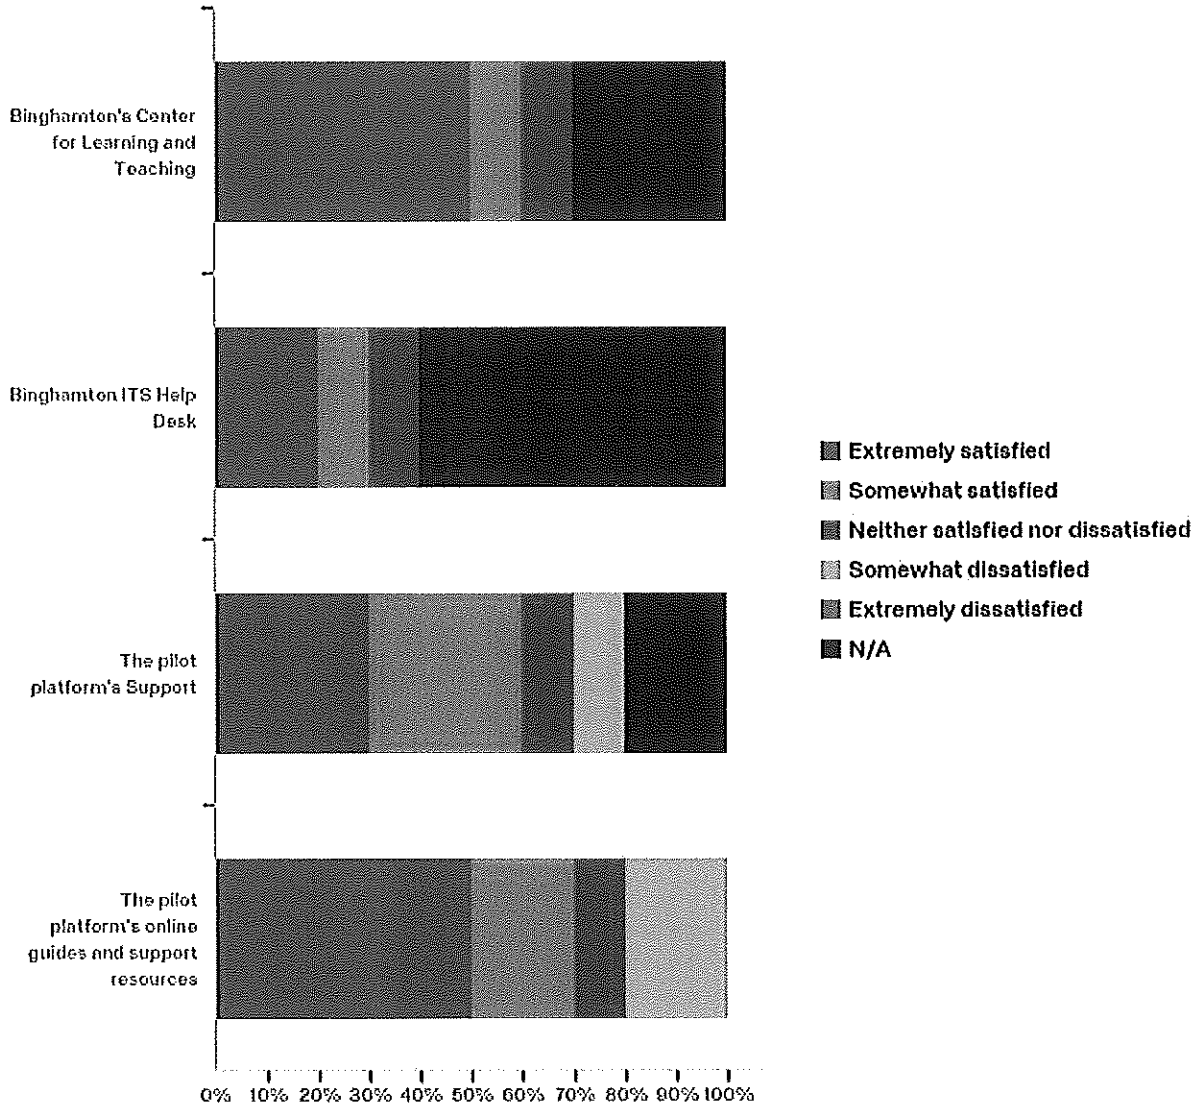 Binghamton's Center
for Learning and
Teaching
Binghamton ITS Help
Desk
The pilot
platform's Support
The pilot
platform's online
guides and support
resources
Extremely satisfied
Somewhat satisfied
Neither satisfied nor dissatisfied
Somewhat dissatisfied
Extremely dissatisfied
N/A
0% 10% 20% 30% 40% 50% 60% 70% 80% 90% 100%